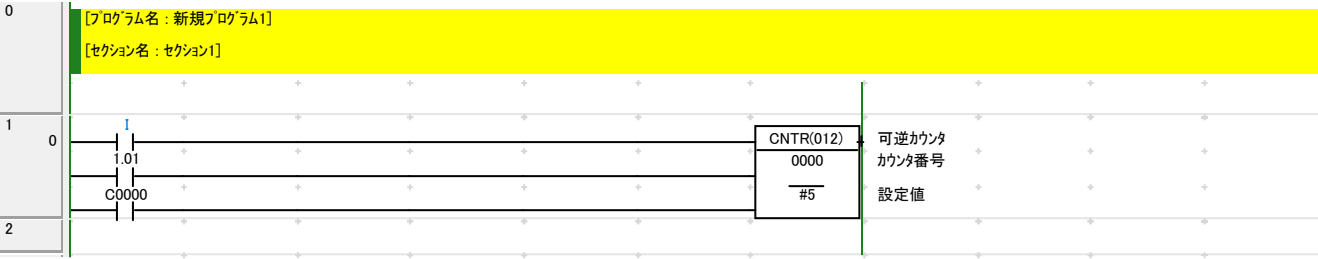 0
[プログラム名 : 新規プログラム1]
[セクション名 : セクション1]
1
0
I
CNTR(012)
可逆カウンタ
1.01
0000
カウンタ番号
C0000
#5
設定値
2